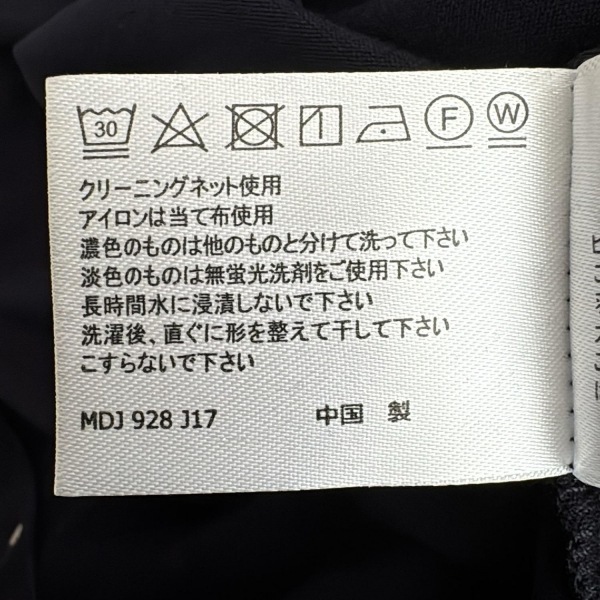 30 F W
クリーニングネット使用
アイロンは当て布使用
濃色のものは他のものと分けて洗って下さい
淡色のものは無蛍光洗剤をご使用下さい
長時間水に浸漬しないで下さい
洗濯後、直ぐに形を整えて干して下さい
こすらないで下さい
MDJ 928 J17 中国 製